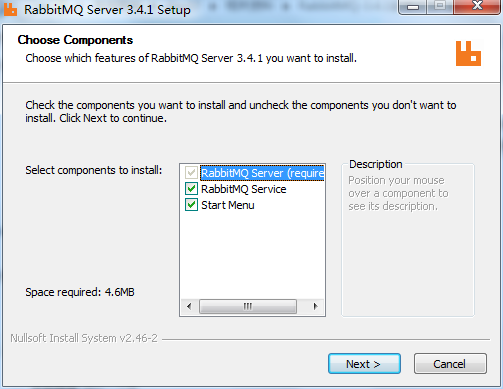 RabbitMQ Server 3.4.1 Setup
Choose Components
Choose which features of RabbitMQ Server 3.4.1 you want to install.
Check the components you want to install and uncheck the components you don't want to
install. Click Next to continue.
Select components to install:
RabbitMQ Server (require
RabbitMQ Service
Start Menu
Description
Position your mouse
over a component to
see its description.
Space required: 4.6MB
Nullsoft Install System v2.46-2
Next >
Cancel